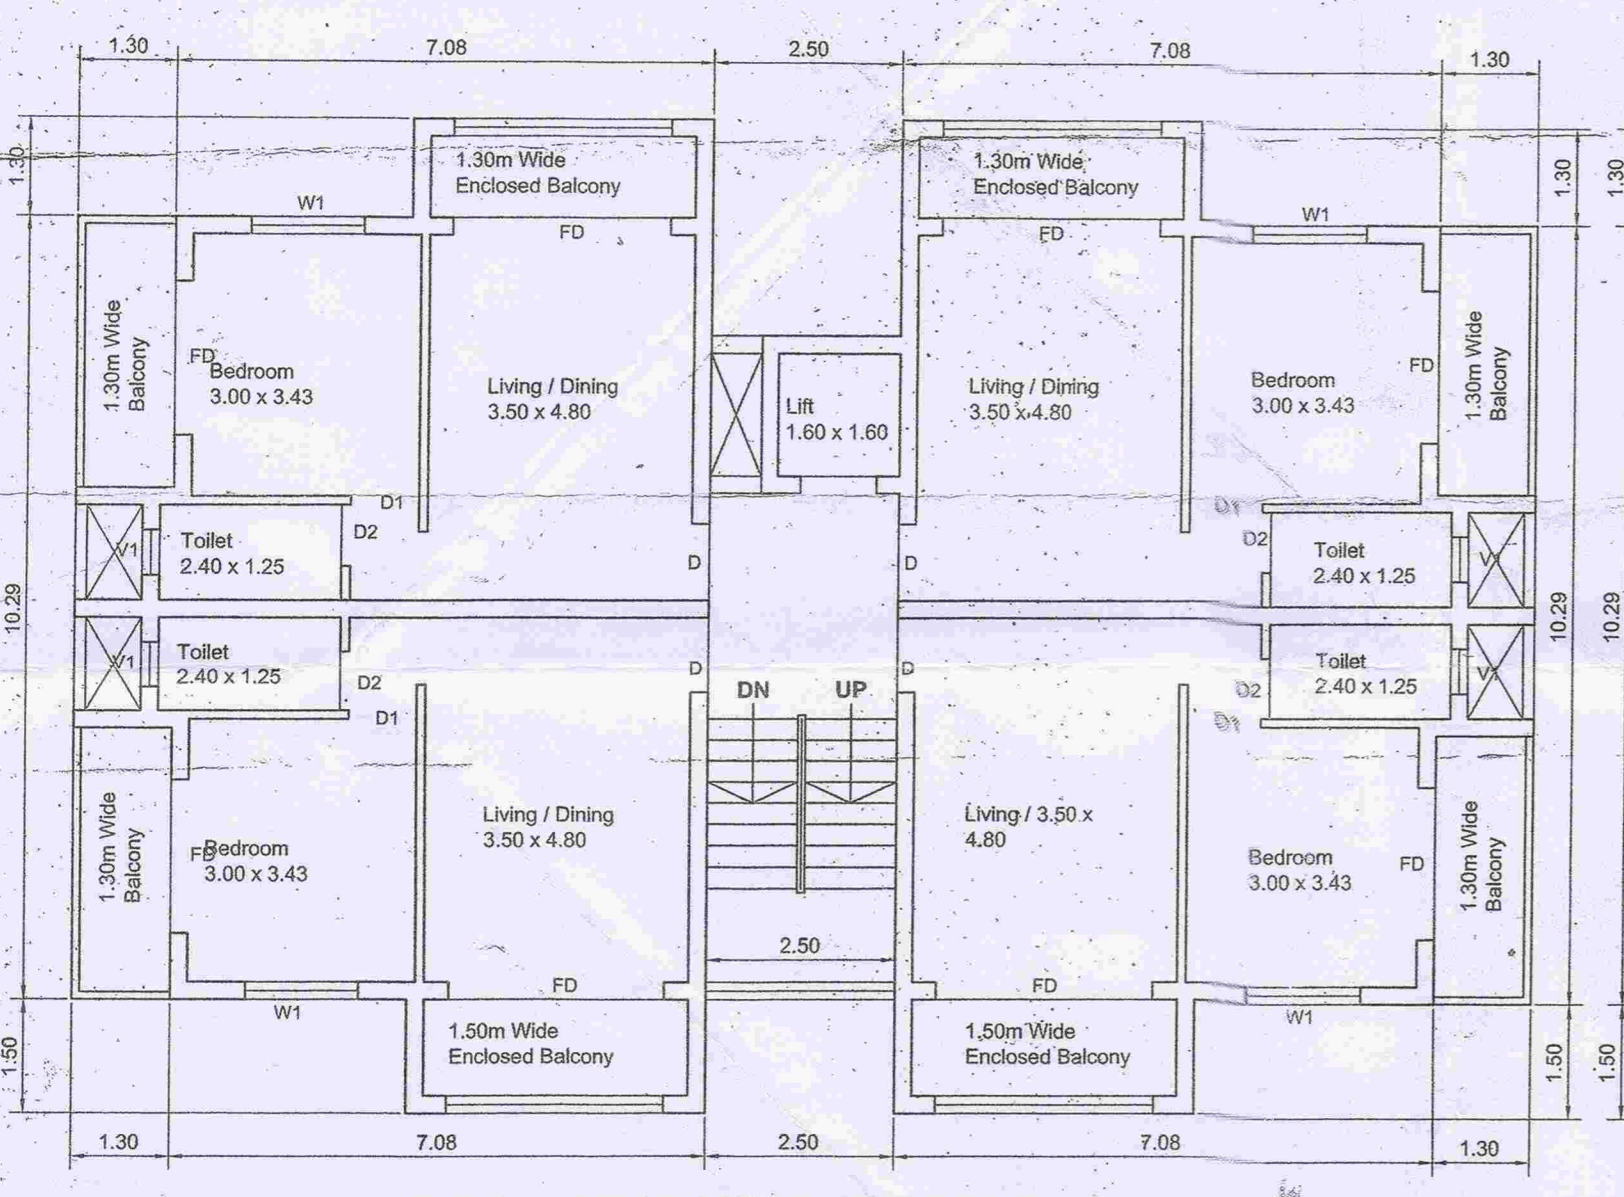 1.30
7.08
2.50
7.08
1.30
1.30
1.30m Wide
Enclosed Balcony
1.30m Wide
Enclosed Balcony
1.30
1.30
W1
FD
FD
W1
1.30m Wide
Balcony
FD
Bedroom
3.00 x 3.43
Living / Dining
3.50 x 4.80
Lift
1.60 x 1.60
Living / Dining
3.50 x 4.80
Bedroom
3.00 x 3.43
FD
1.30m Wide
Balcony
D1
D2
D1
D2
V1
Toilet
2.40 x 1.25
D
D
Toilet
2.40 x 1.25
V1
10.29
10.29
10.29
V1
Toilet
2.40 x 1.25
D2
D1
D
D
DN
UP
D2
D1
Toilet
2.40 x 1.25
V1
1.30m Wide
Balcony
FD
Bedroom
3.00 x 3.43
Living / Dining
3.50 x 4.80
Living / 3.50 x
4.80
Bedroom
3.00 x 3.43
FD
1.30m Wide
Balcony
2.50
FD
FD
W1
W1
1.50m Wide
Enclosed Balcony
1.50m Wide
Enclosed Balcony
1.50
1.50
1.50
1.30
7.08
2.50
7.08
1.30